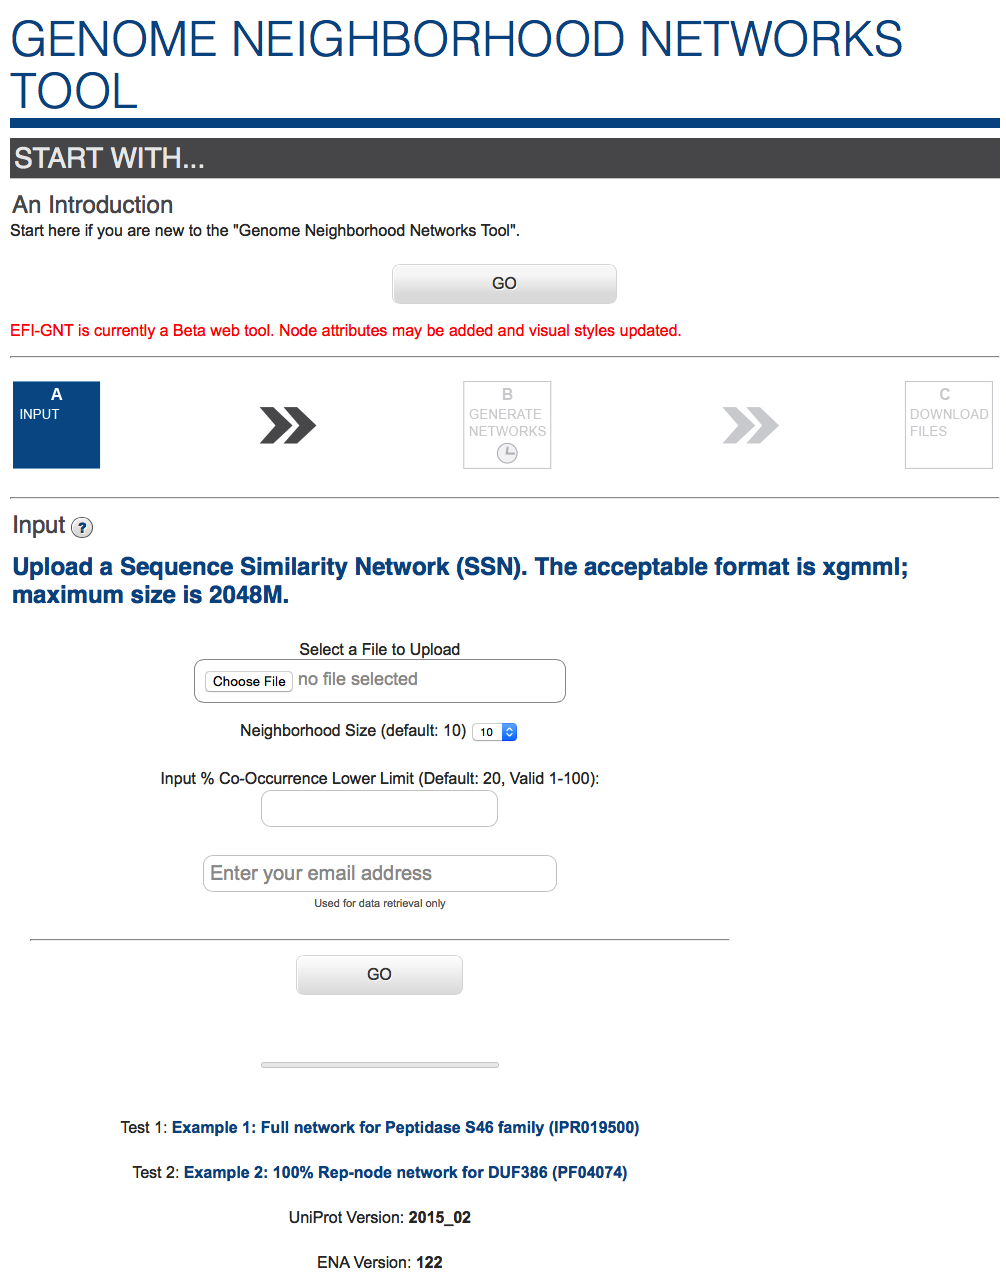 GENOME NEIGHBORHOOD NETWORKS
TOOL
START WITH...
An Introduction
Start here if you are new to the "Genome Neighborhood Networks Tool".
GO
EFI-GNT is currently a Beta web tool. Node attributes may be added and visual styles updated.
A
INPUT
B
GENERATE
NETWORKS
C
DOWNLOAD
FILES
Input ?
Upload a Sequence Similarity Network (SSN). The acceptable format is xgmml;
maximum size is 2048M.
Select a File to Upload
Choose File no file selected
Neighborhood Size (default: 10) 10
Input % Co-Occurrence Lower Limit (Default: 20, Valid 1-100):
Enter your email address
Used for data retrieval only
GO
Test 1: Example 1: Full network for Peptidase S46 family (IPR019500)
Test 2: Example 2: 100% Rep-node network for DUF386 (PF04074)
UniProt Version: 2015_02
ENA Version: 122